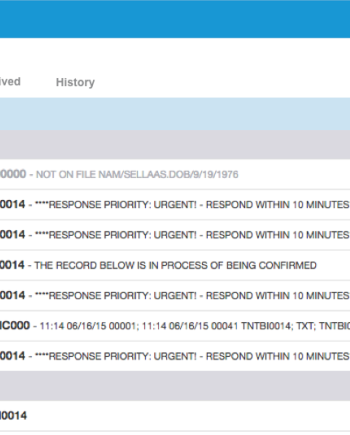 ived History
0000 - NOT ON FILE NAM/SELLAAS.DOB/9/19/1976
0014 - ****RESPONSE PRIORITY: URGENT! - RESPOND WITHIN 10 MINUTES
0014 - ****RESPONSE PRIORITY: URGENT! - RESPOND WITHIN 10 MINUTES
0014 - THE RECORD BELOW IS IN PROCESS OF BEING CONFIRMED
0014 - ****RESPONSE PRIORITY: URGENT! - RESPOND WITHIN 10 MINUTES
IC000 - 11:14 06/16/15 00001; 11:14 06/16/15 00041 TNTBI0014; TXT; TNTBI0
0014 - ****RESPONSE PRIORITY: URGENT! - RESPOND WITHIN 10 MINUTES
I0014